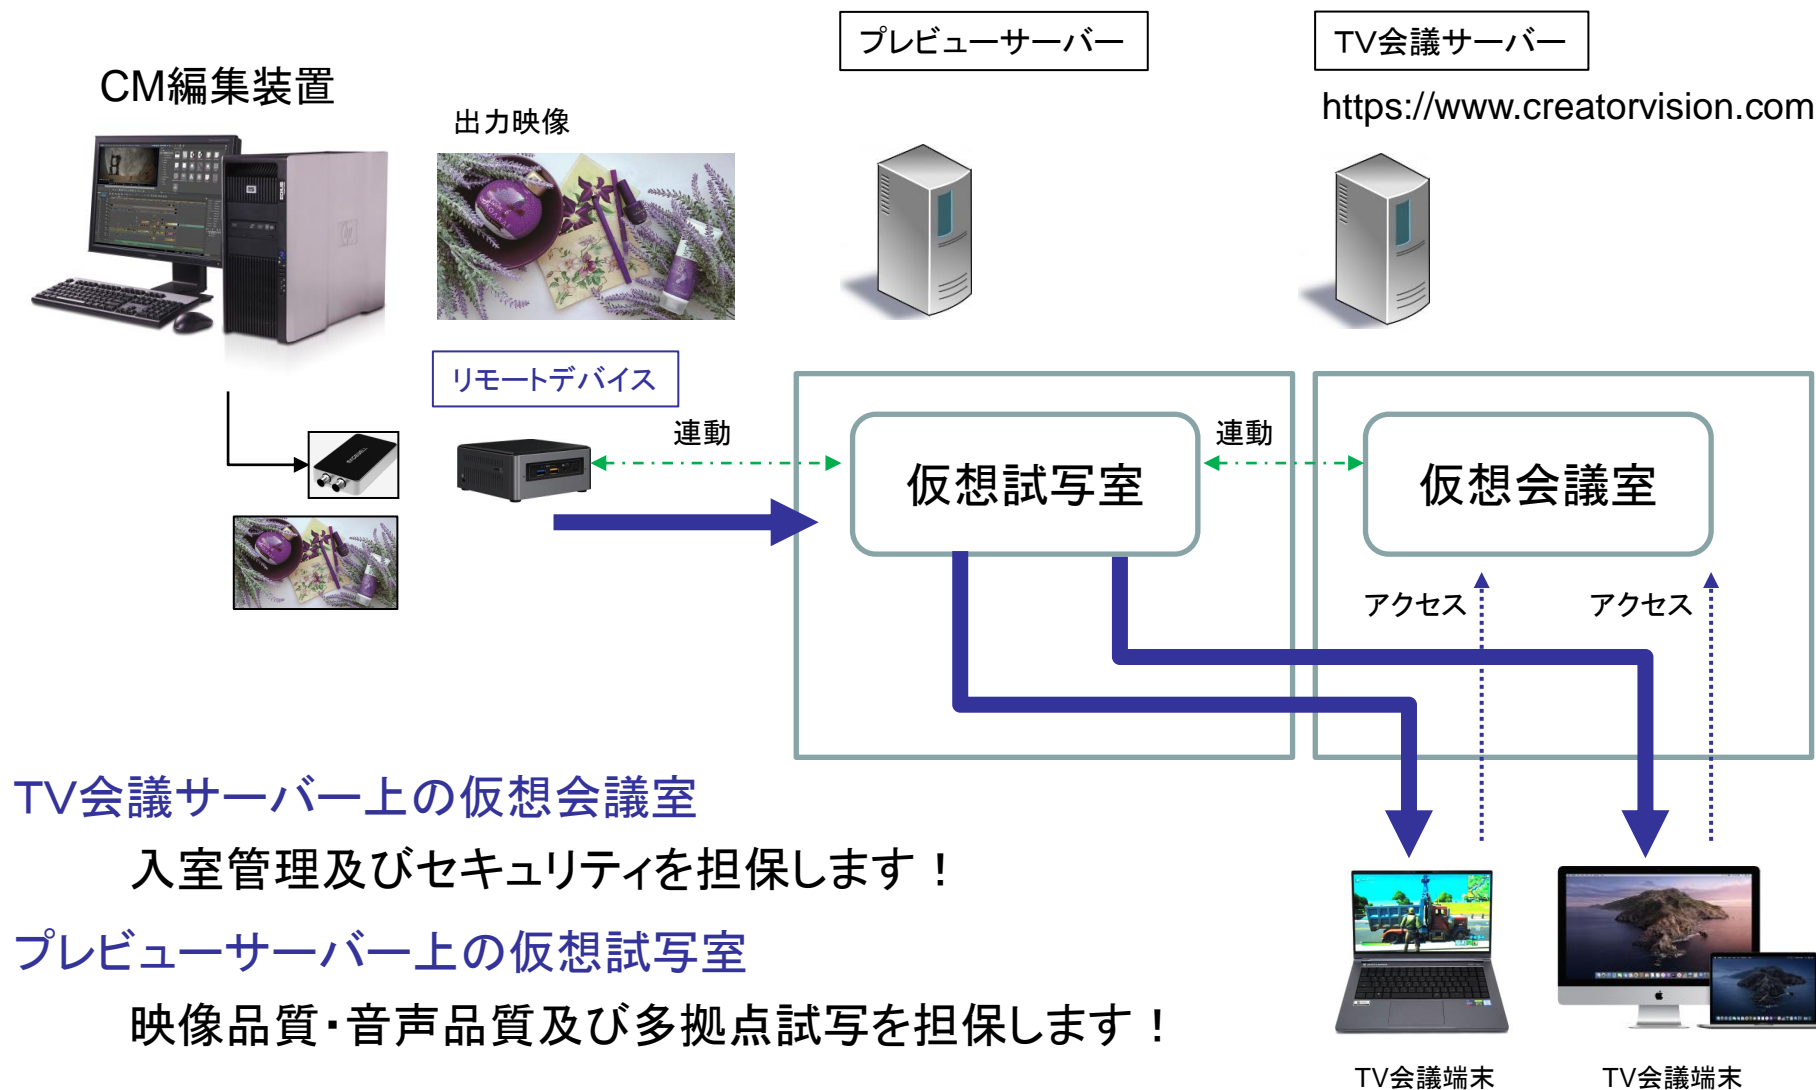 プレビューサーバー
TV会議サーバー
CM編集装置
https://www.creatorvision.com
出力映像
リモートデバイス
連動
連動
仮想試写室
仮想会議室
アクセス
アクセス
TV会議サーバー上の仮想会議室
入室管理及びセキュリティを担保します！
プレビューサーバー上の仮想試写室
映像品質・音声品質及び多拠点試写を担保します！
TV会議端末
TV会議端末